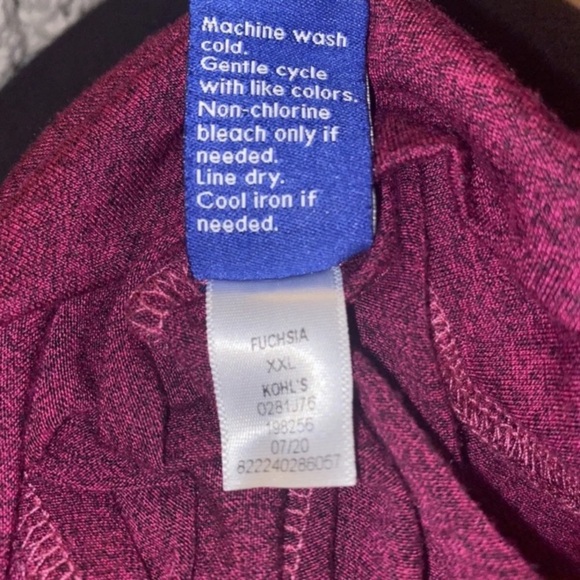 Machine wash
cold.
Gentle cycle
with like colors.
Non-chlorine
bleach only if
needed.
Line dry.
Cool iron if
needed.
FUCHSIA
XXL
KOHL'S
0281J76
198256
07/20
822240286057